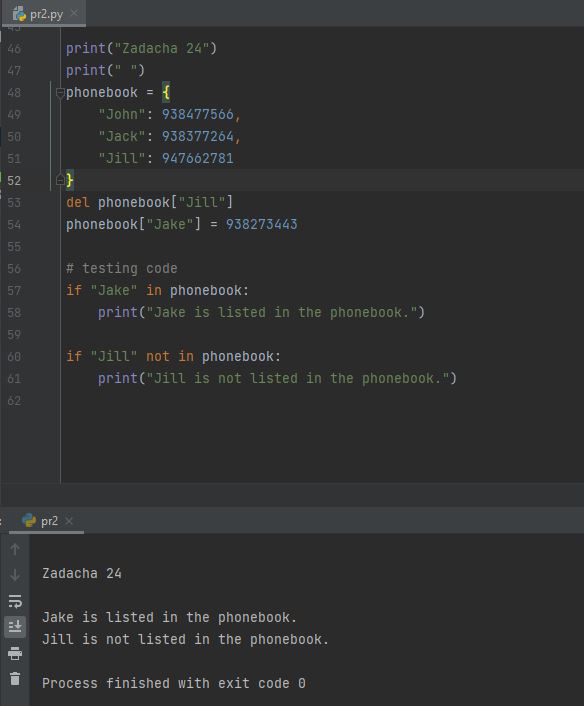 pr2.py
45
46 print("Zadacha 24")
47 print(" ")
48 phonebook = {
49     "John": 938477566,
50     "Jack": 938377264,
51     "Jill": 947662781
52 }
53 del phonebook["Jill"]
54 phonebook["Jake"] = 938273443
55
56 # testing code
57 if "Jake" in phonebook:
58     print("Jake is listed in the phonebook.")
59
60 if "Jill" not in phonebook:
61     print("Jill is not listed in the phonebook.")
62
pr2
Zadacha 24
Jake is listed in the phonebook.
Jill is not listed in the phonebook.
Process finished with exit code 0